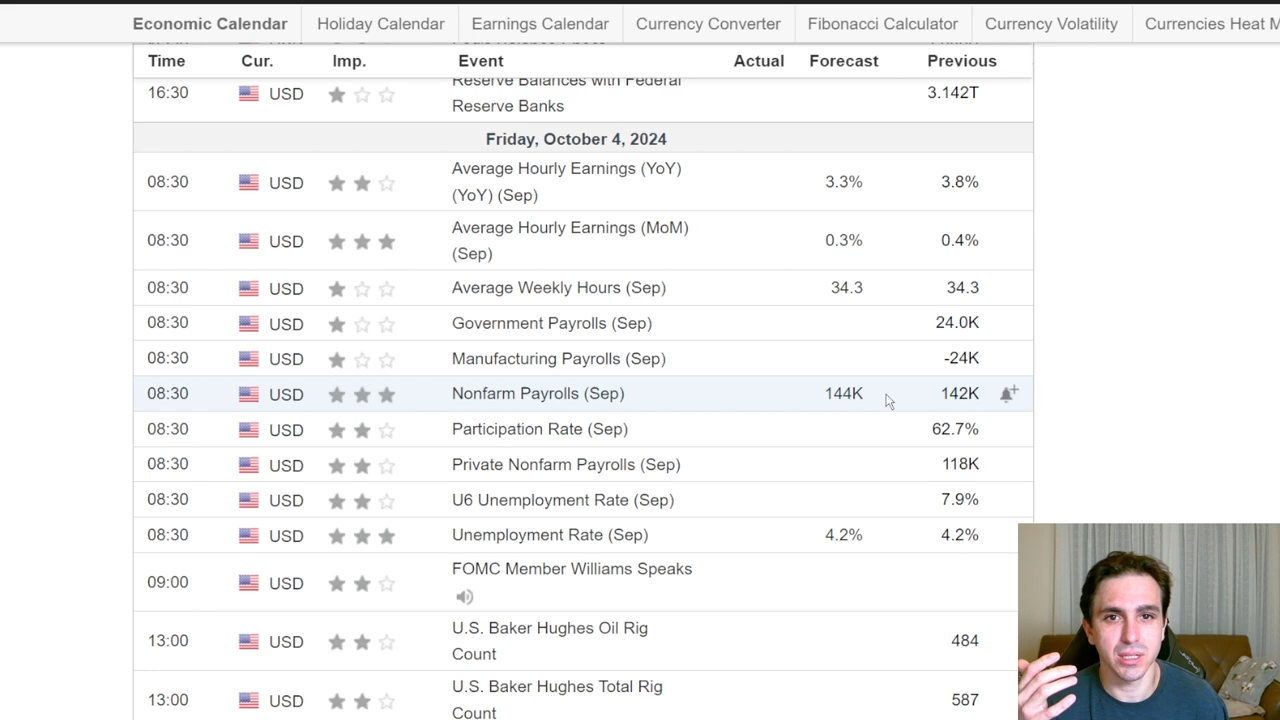 Economic Calendar Holiday Calendar Earnings Calendar Currency Converter Fibonacci Calculator Currency Volatility Currencies Heat M
Time Cur. Imp. Event Actual Forecast Previous
16:30 USD Reserve Balances with Federal 3.142T
Reserve Banks
Friday, October 4, 2024
08:30 USD Average Hourly Earnings (YoY) 3.3% 3.8%
(YoY) (Sep)
08:30 USD Average Hourly Earnings (MoM) 0.3% 0.4%
(Sep)
08:30 USD Average Weekly Hours (Sep) 34.3 34.3
08:30 USD Government Payrolls (Sep) 24.0K
08:30 USD Manufacturing Payrolls (Sep) -24K
08:30 USD Nonfarm Payrolls (Sep) 144K 142K
08:30 USD Participation Rate (Sep) 62.7%
08:30 USD Private Nonfarm Payrolls (Sep) 118K
08:30 USD U6 Unemployment Rate (Sep) 7.9%
08:30 USD Unemployment Rate (Sep) 4.2% 4.2%
09:00 USD FOMC Member Williams Speaks
13:00 USD U.S. Baker Hughes Oil Rig 484
Count
13:00 USD U.S. Baker Hughes Total Rig 587
Count